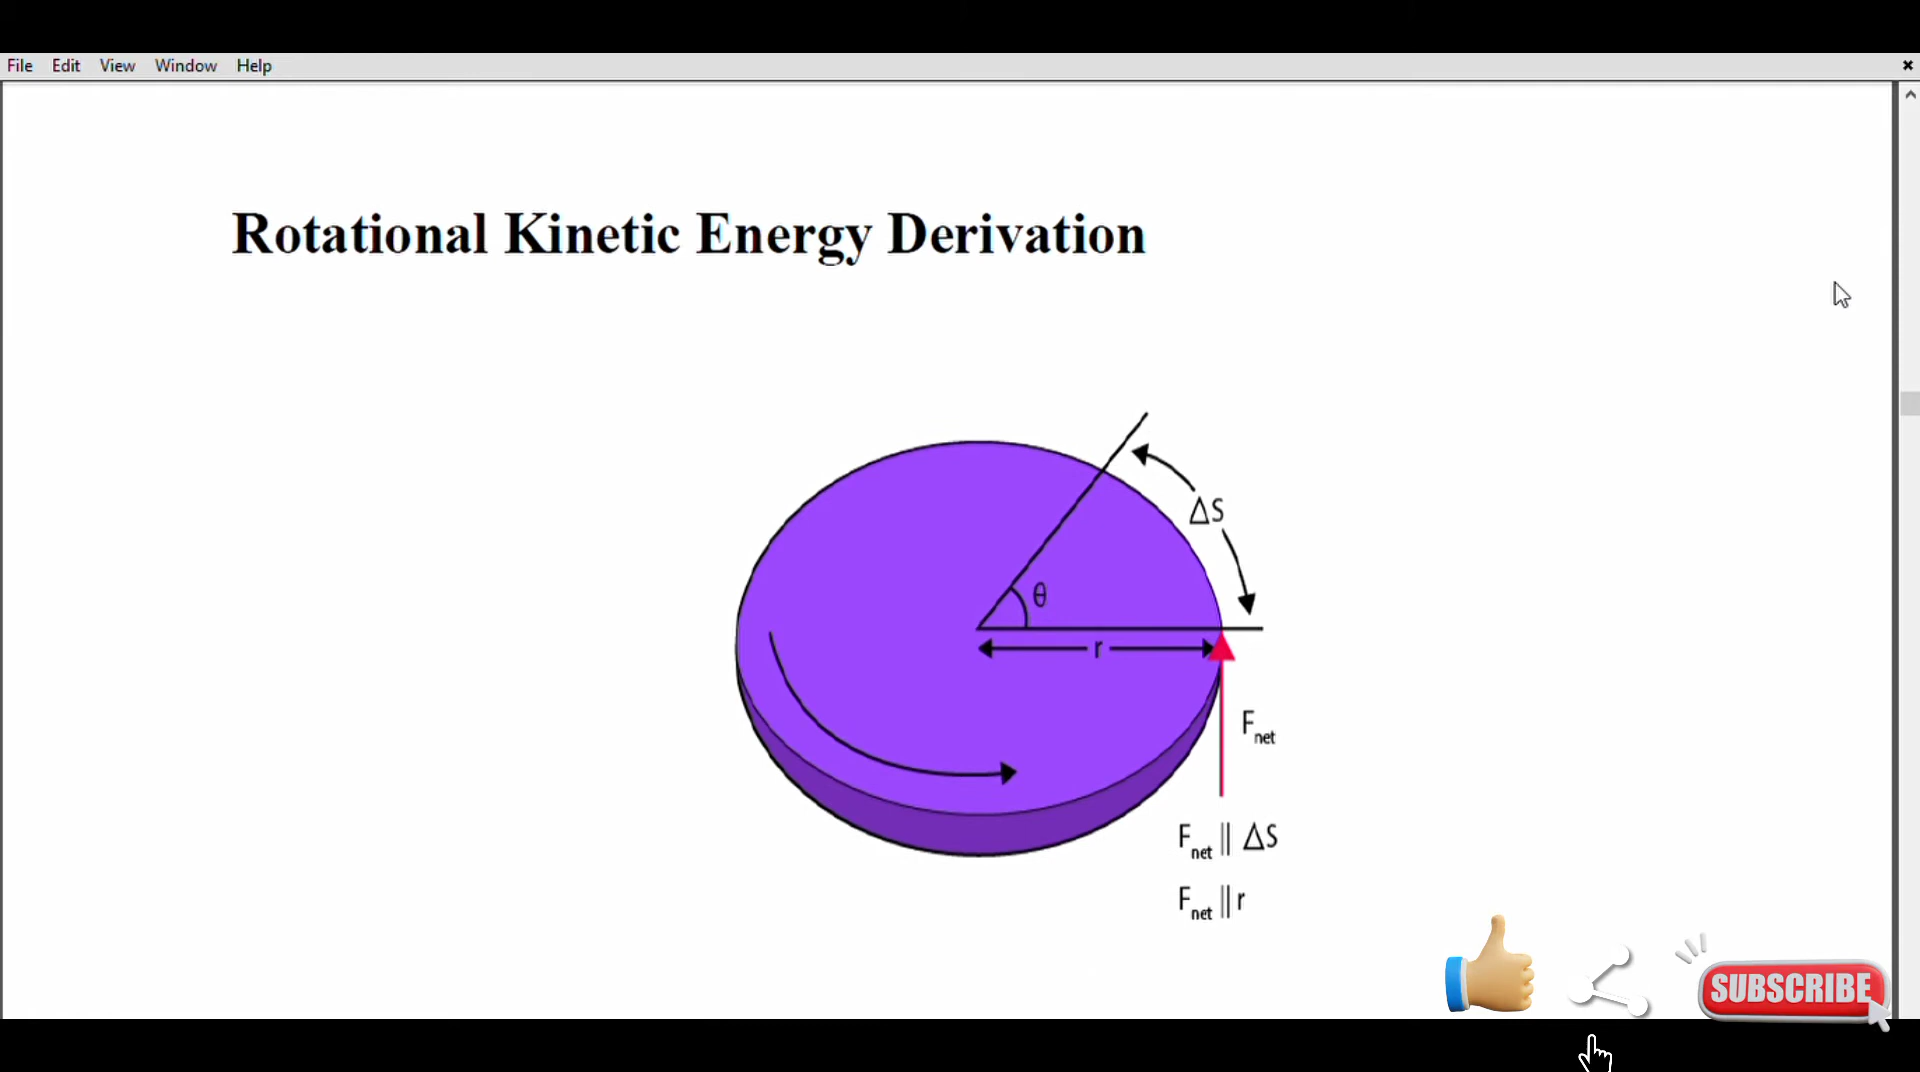 File Edit View Window Help
Rotational Kinetic Energy Derivation
ΔS
θ
r
Fnet
Fnet || ΔS
Fnet || r
SUBSCRIBE